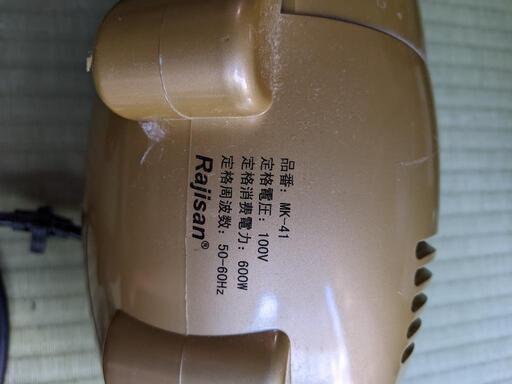 品番: MK-41
定格電圧: 100V
定格消費電力: 600W
定格周波数: 50-60Hz
Rajisan®